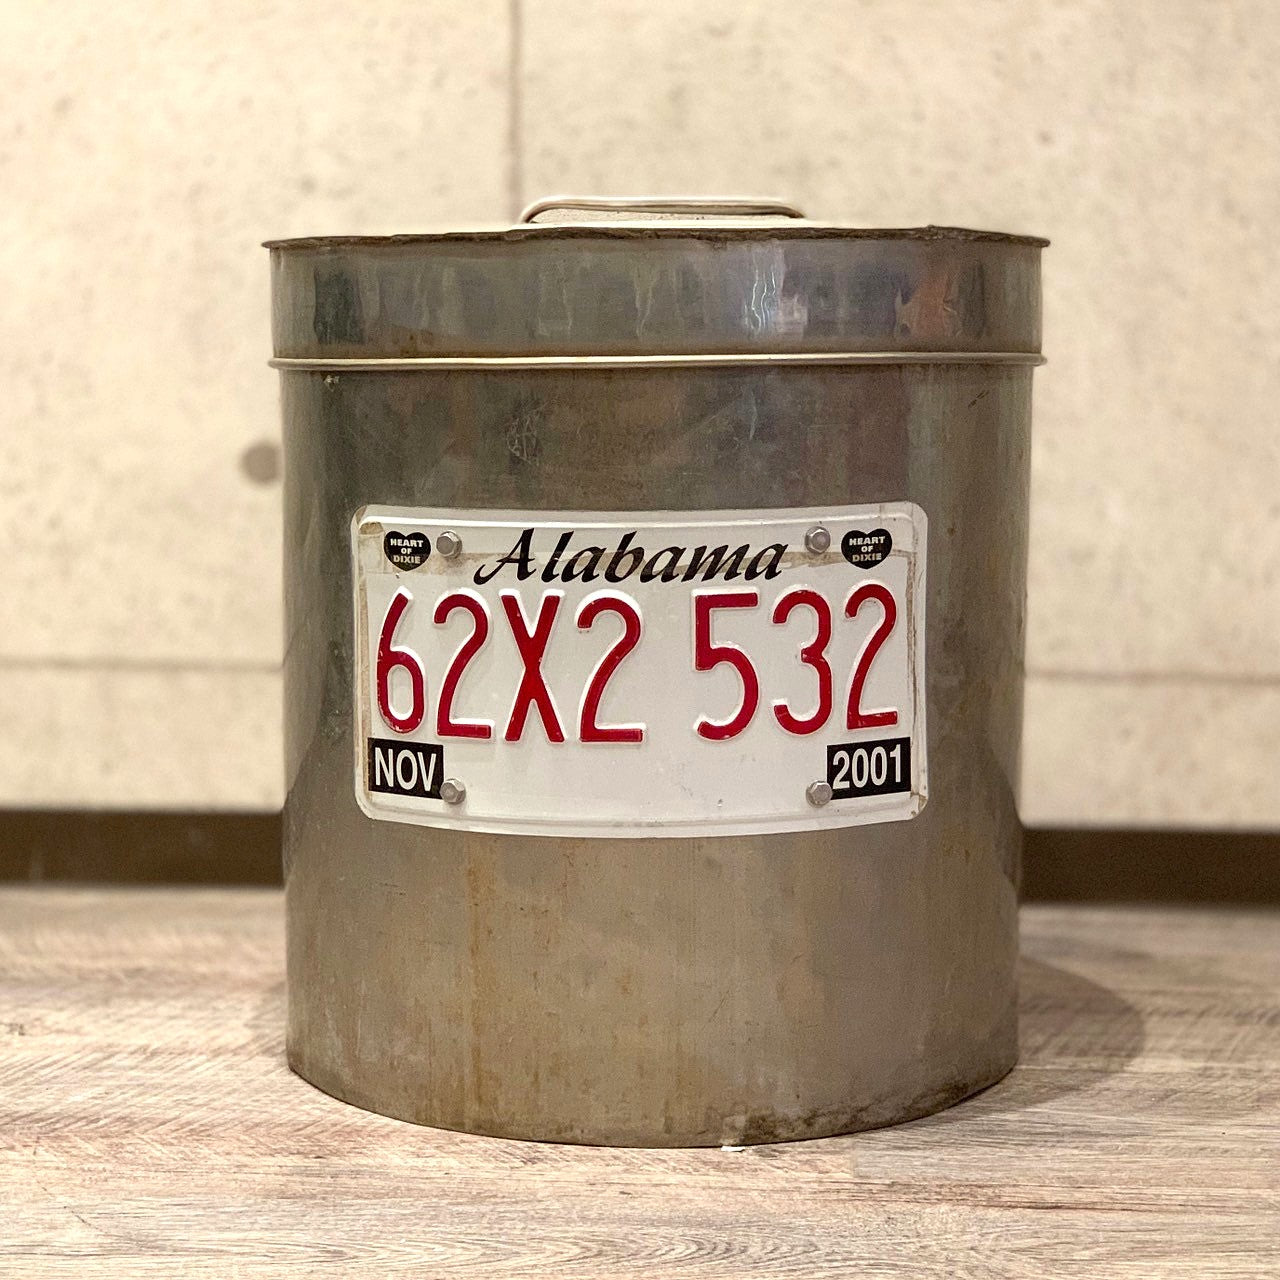 HEART
OF
DIXIE
Alabama
HEART
OF
DIXIE
62X2 532
NOV
2001